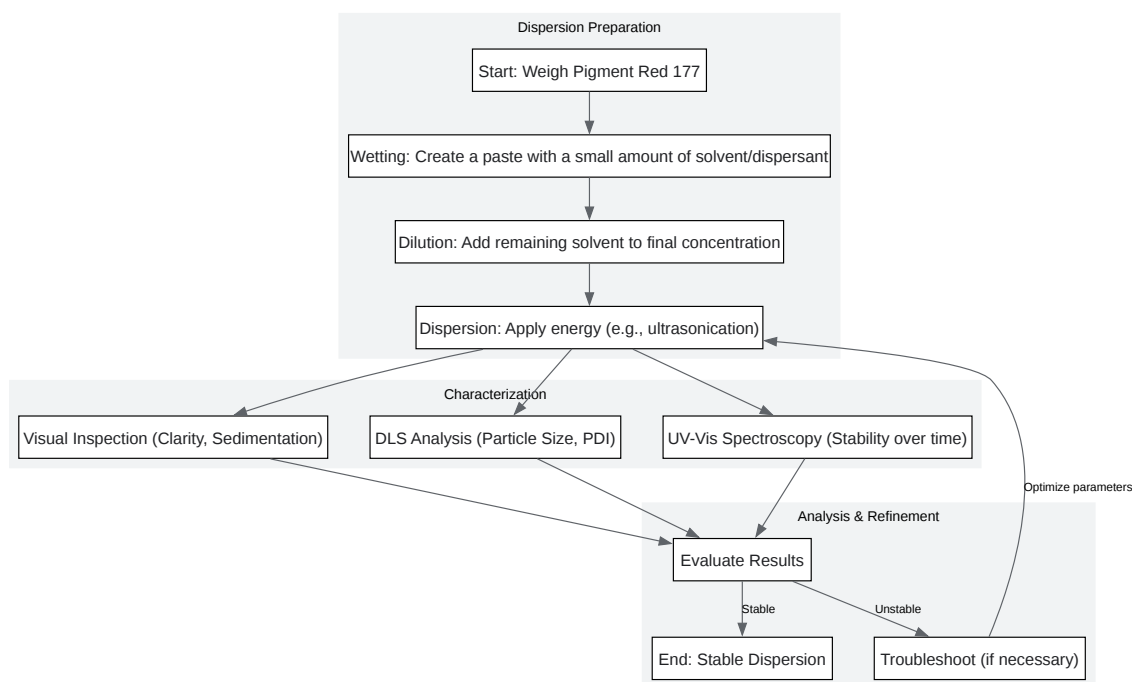 Dispersion Preparation
Start: Weigh Pigment Red 177
Wetting: Create a paste with a small amount of solvent/dispersant
Dilution: Add remaining solvent to final concentration
Dispersion: Apply energy (e.g., ultrasonication)
Characterization
Visual Inspection (Clarity, Sedimentation)
DLS Analysis (Particle Size, PDI)
UV-Vis Spectroscopy (Stability over time)
Optimize parameters
Analysis & Refinement
Evaluate Results
Stable
Unstable
End: Stable Dispersion
Troubleshoot (if necessary)